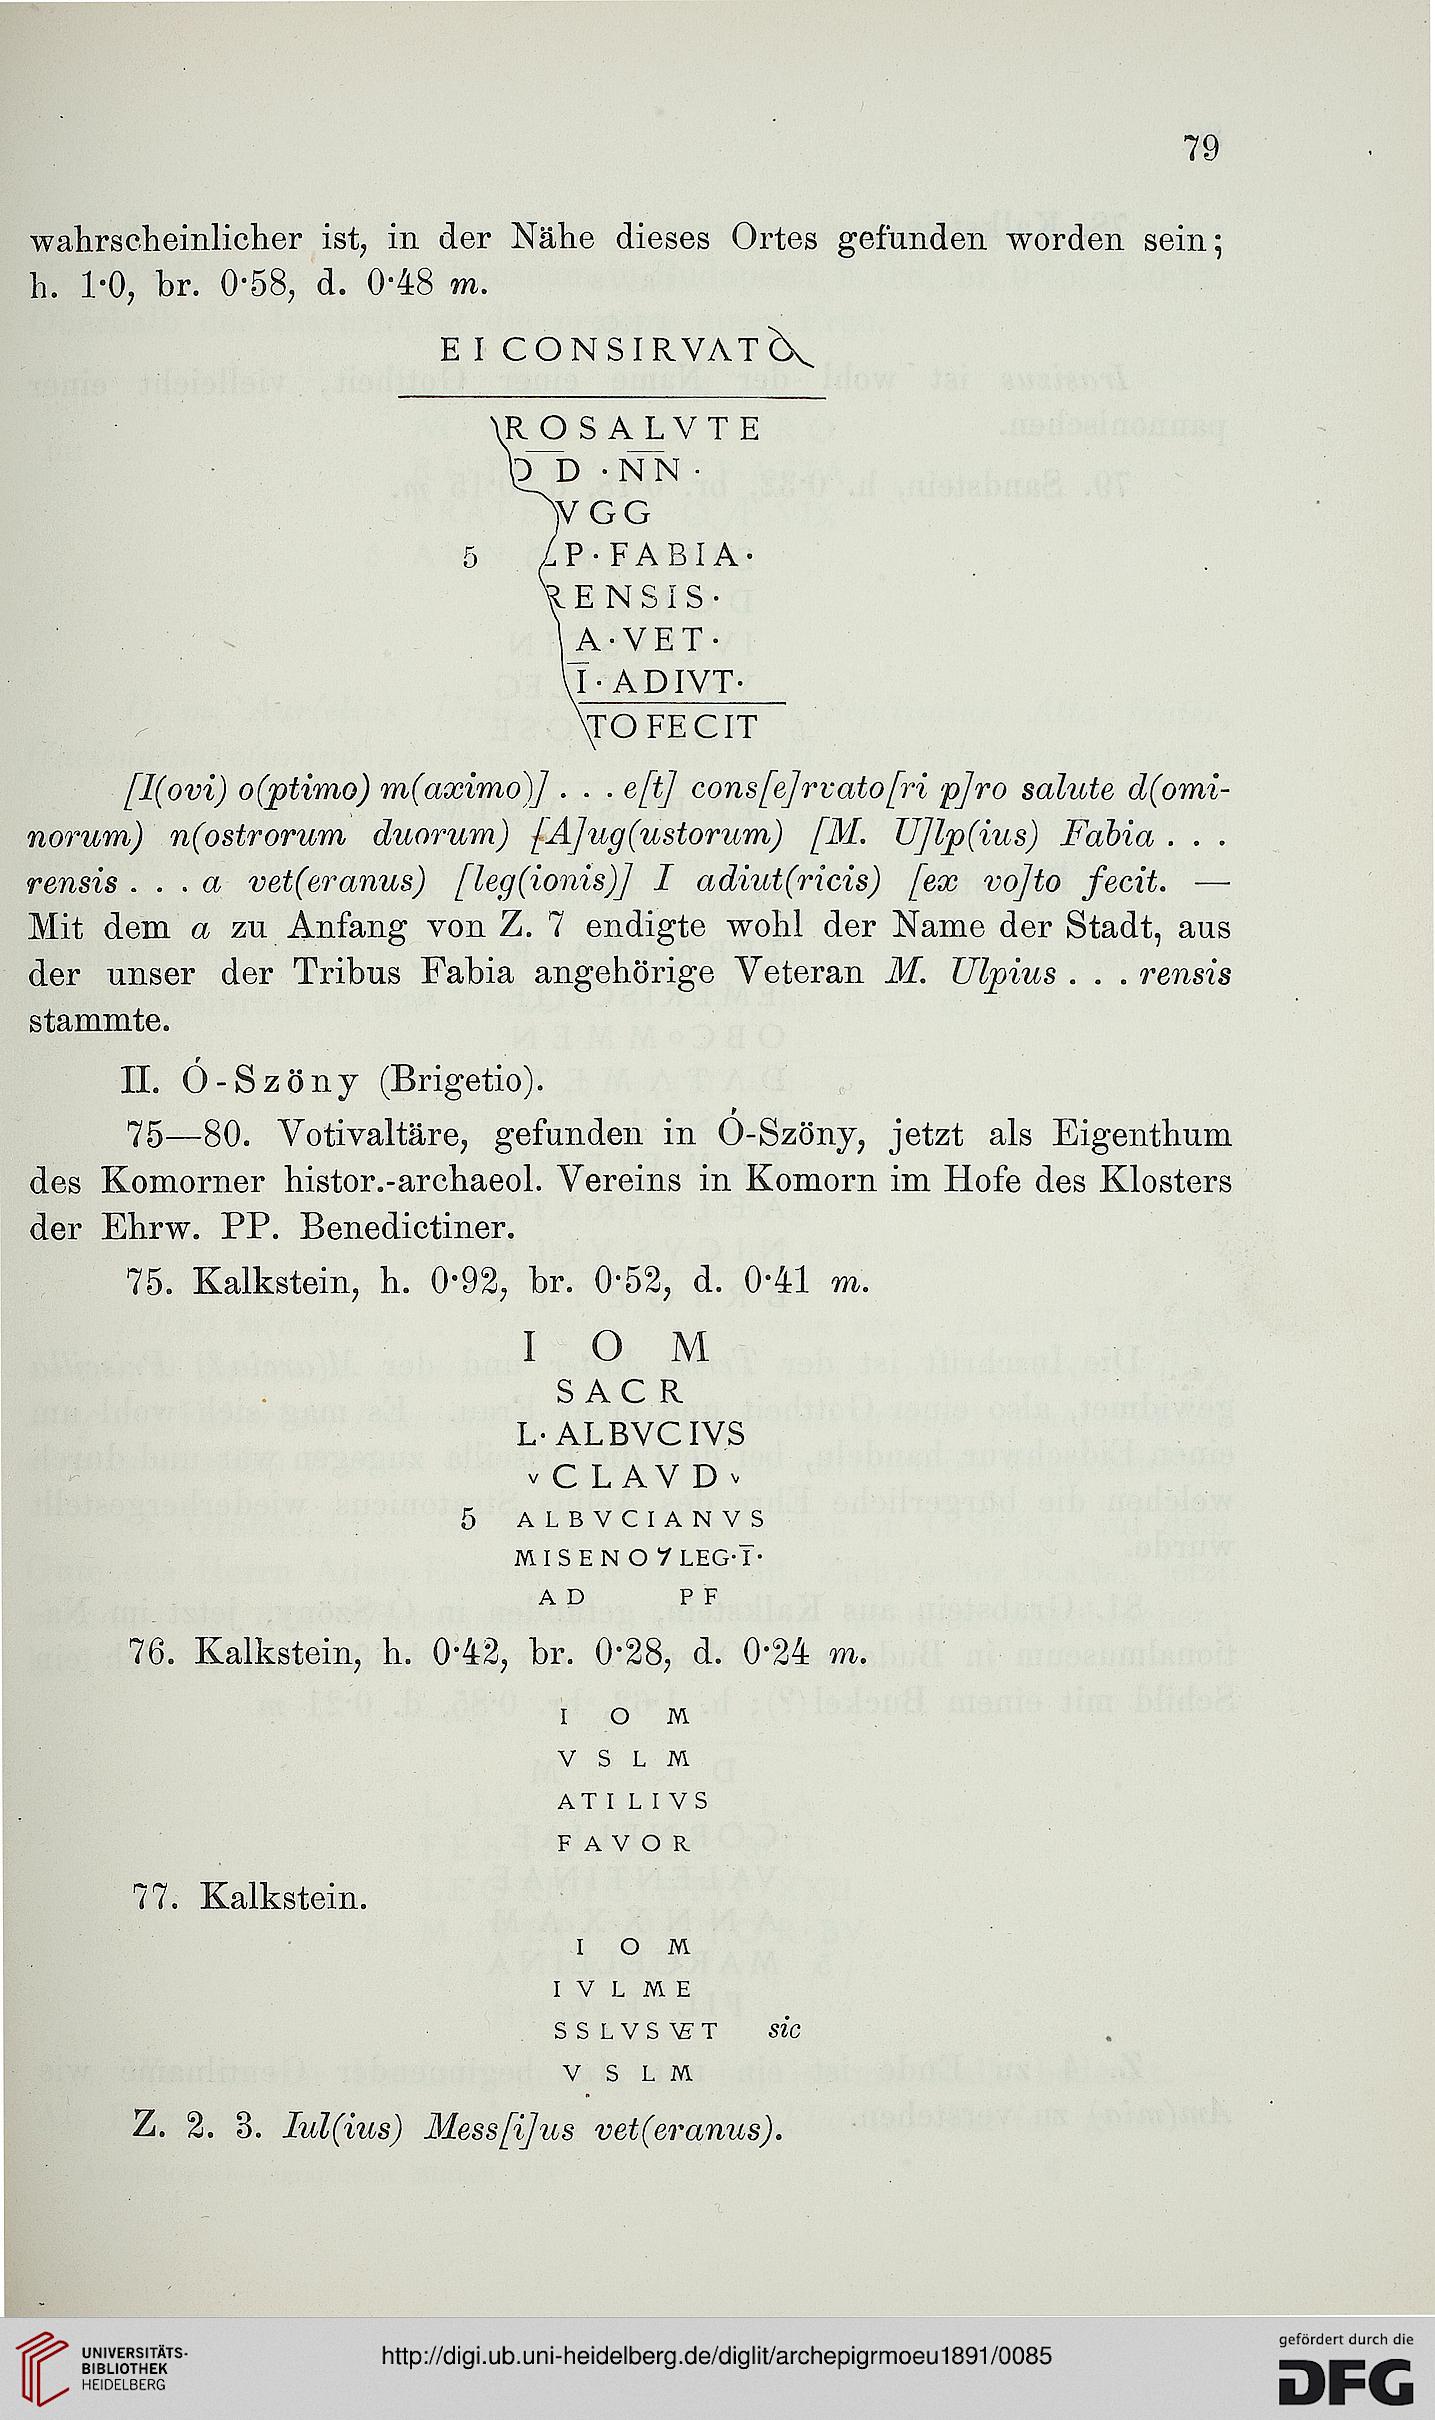 79
wahrscheinlicher ist, in der Nähe dieses Ortes gefunden worden sein;
h. 1·0, br. 0·58, d. 0·48 m.
E I CONSIRVATO
ROSALVTE
D D · NN ·
VGG
5 LP · FABIA ·
RENSIS ·
A · VET ·
I · ADIVT ·
TO FECIT
[I(ovi) o(ptimo) m(aximo)] . . . e[t] cons[e]rvato[ri p]ro salute d(omi-
norum) n(ostrorum duorum) [A]ug(ustorum) [M. U]lp(ius) Fabia . . .
rensis . . . a vet(eranus) [leg(ionis)] I adiut(ricis) [ex vo]to fecit. —
Mit dem a zu Anfang von Z. 7 endigte wohl der Name der Stadt, aus
der unser der Tribus Fabia angehörige Veteran M. Ulpius . . . rensis
stammte.
II. Ó-Szöny (Brigetio).
75—80. Votivaltäre, gefunden in Ó-Szöny, jetzt als Eigenthum
des Komorner histor.-archaeol. Vereins in Komorn im Hofe des Klosters
der Ehrw. PP. Benedictiner.
75. Kalkstein, h. 0·92, br. 0·52, d. 0·41 m.
I O M
SACR
L · ALBVCIVS
v CLAVD v
5 ALBVCIANVS
MISENO 7 LEG · Ī ·
AD PF
76. Kalkstein, h. 0·42, br. 0·28, d. 0·24 m.
I O M
V S L M
ATILIVS
FAVOR
77. Kalkstein.
I O M
IVL ME
SSLVS VET sic
V S L M
Z. 2. 3. Iul(ius) Mess[i]us vet(eranus).
UNIVERSITÄTS-
BIBLIOTHEK
HEIDELBERG
http://digi.ub.uni-heidelberg.de/diglit/archepigrmoeu1891/0085
gefördert durch die
DFG